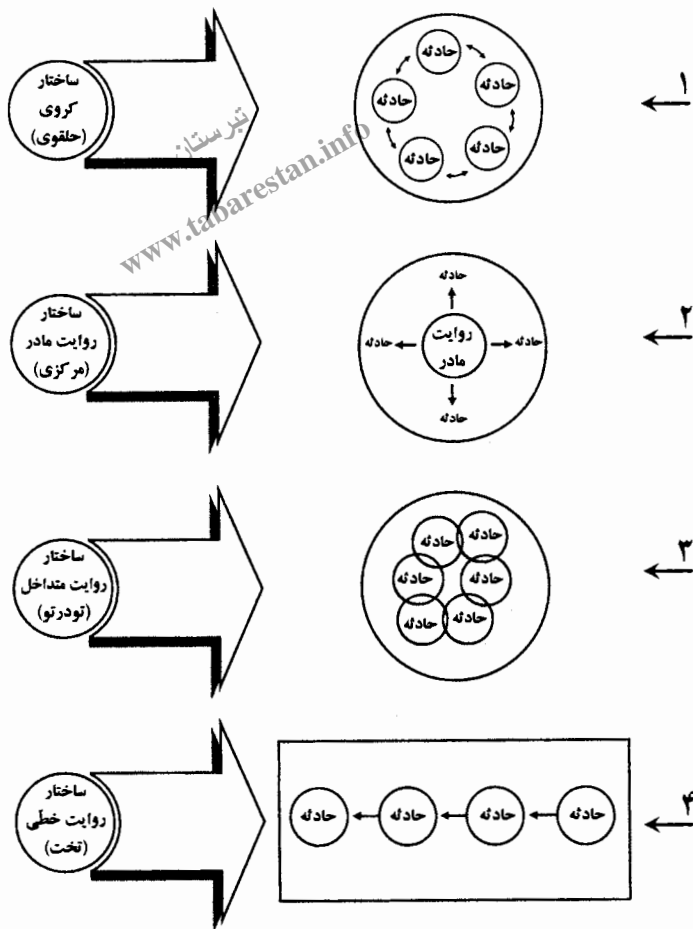 ۱
حادثه
حادثه
حادثه
حادثه
حادثه
ساختار
کروی
(حلقوی)
تبرستان
www.tabarestan.info
۲
حادثه
حادثه
روایت
مادر
حادثه
حادثه
ساختار
روایت مادر
(مرکزی)
۳
حادثه
حادثه
حادثه
حادثه
حادثه
حادثه
ساختار
روایت متداخل
(تودرتو)
۴
حادثه
حادثه
حادثه
حادثه
ساختار
روایت خطّی
(تخت)